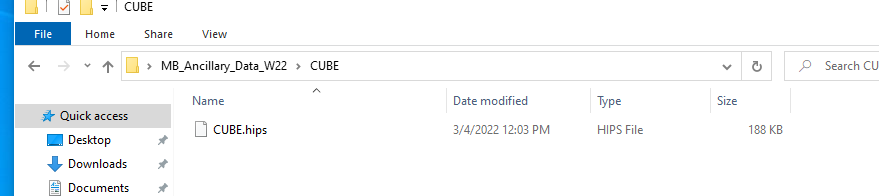 CUBE
File Home Share View
MB_Ancillary_Data_W22 CUBE Search CU
Name Date modified Type Size
Quick access
CUBE.hips 3/4/2022 12:03 PM HIPS File 188 KB
Desktop
Downloads
Documents